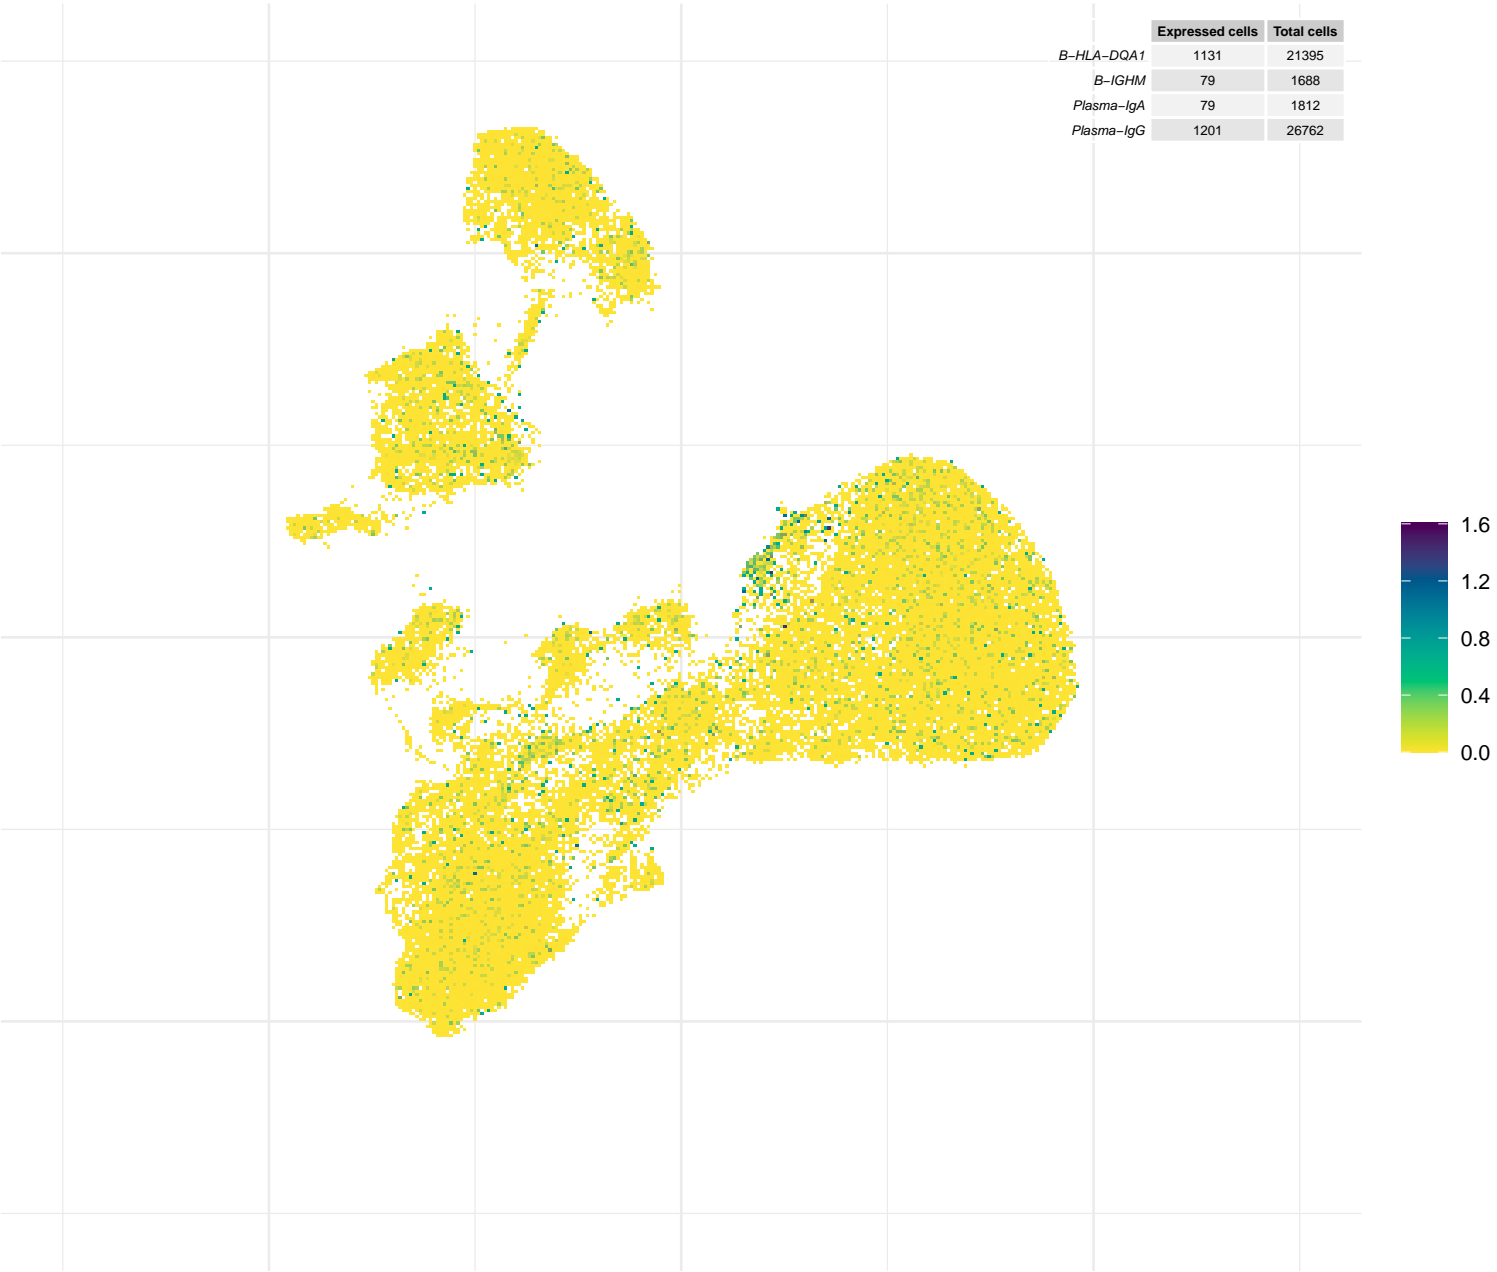 Expressed cells Total cells
B−HLA−DQA1 1131 21395
B−IGHM 79 1688
Plasma−IgA 79 1812
Plasma−IgG 1201 26762
1.6
1.2
0.8
0.4
0.0